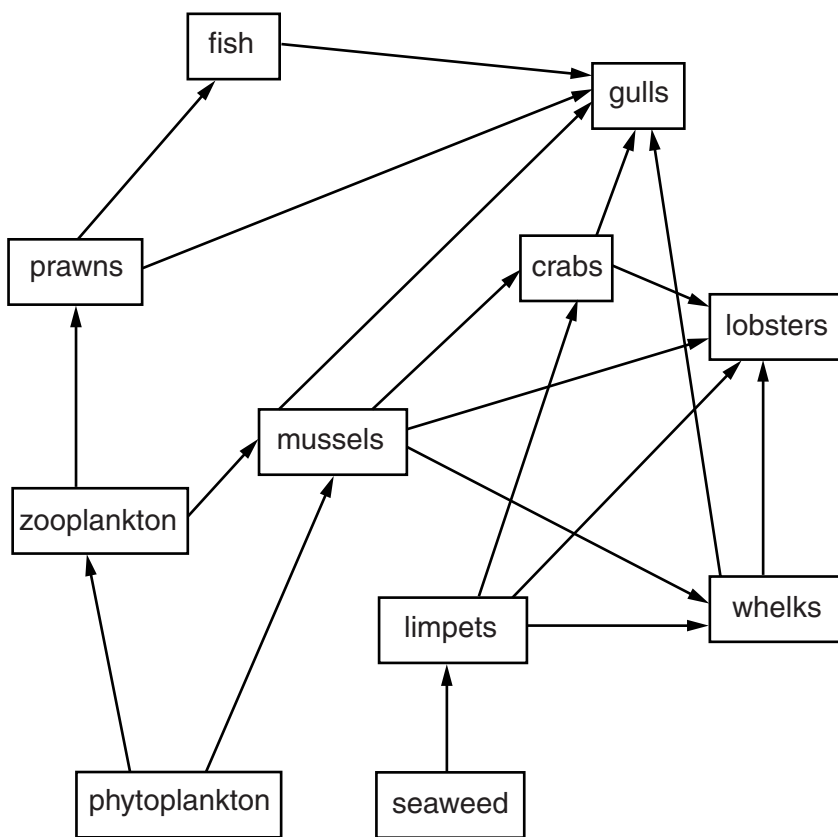 fish
gulls
prawns
crabs
lobsters
mussels
zooplankton
whelks
limpets
phytoplankton
seaweed